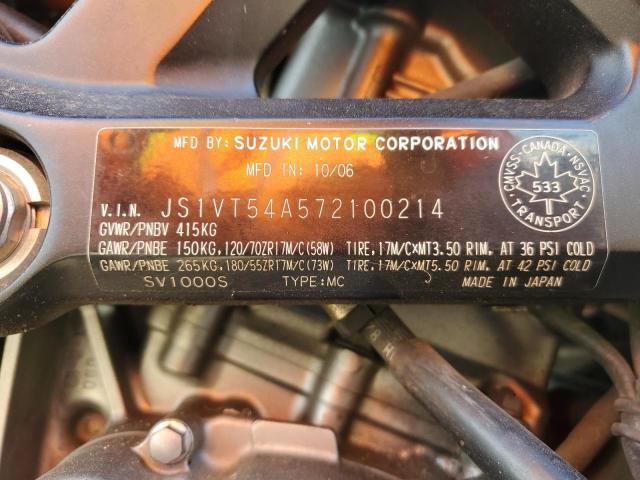 MFD BY: SUZUKI MOTOR CORPORATION
MFD IN: 10/06
V.I.N. JS1VT54A572100214
GVWR/PNBV 415KG
GAWR/PNBE 150KG,120/70ZR17M/C(58W) TIRE,17M/C×MT3.50 RIM. AT 36 PSI COLD
GAWR/PNBE 265KG,180/55ZR17M/C(73W) TIRE,17M/C×MT5.50 RIM. AT 42 PSI COLD
SV1000S TYPE:MC MADE IN JAPAN
CMVSS-CANADA-NSVAC
533
TRANSPORT